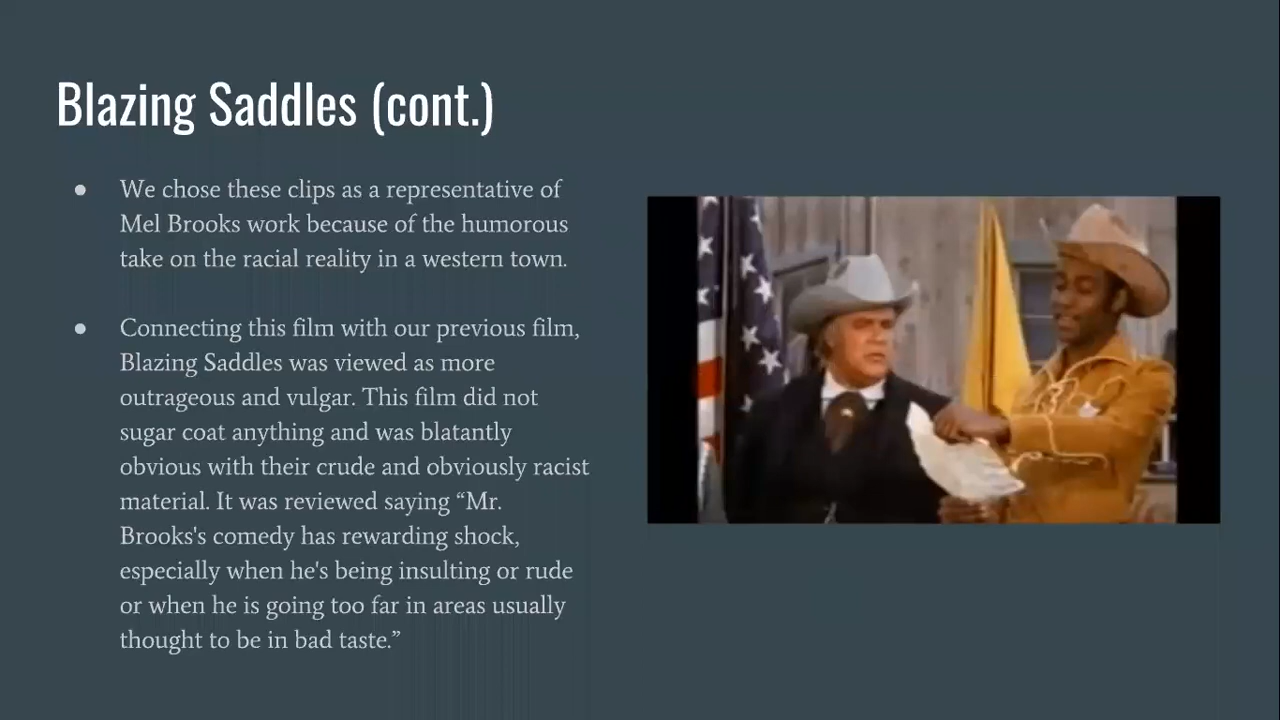 Blazing Saddles (cont.)
● We chose these clips as a representative of
Mel Brooks work because of the humorous
take on the racial reality in a western town.
● Connecting this film with our previous film,
Blazing Saddles was viewed as more
outrageous and vulgar. This film did not
sugar coat anything and was blatantly
obvious with their crude and obviously racist
material. It was reviewed saying “Mr.
Brooks's comedy has rewarding shock,
especially when he's being insulting or rude
or when he is going too far in areas usually
thought to be in bad taste.”